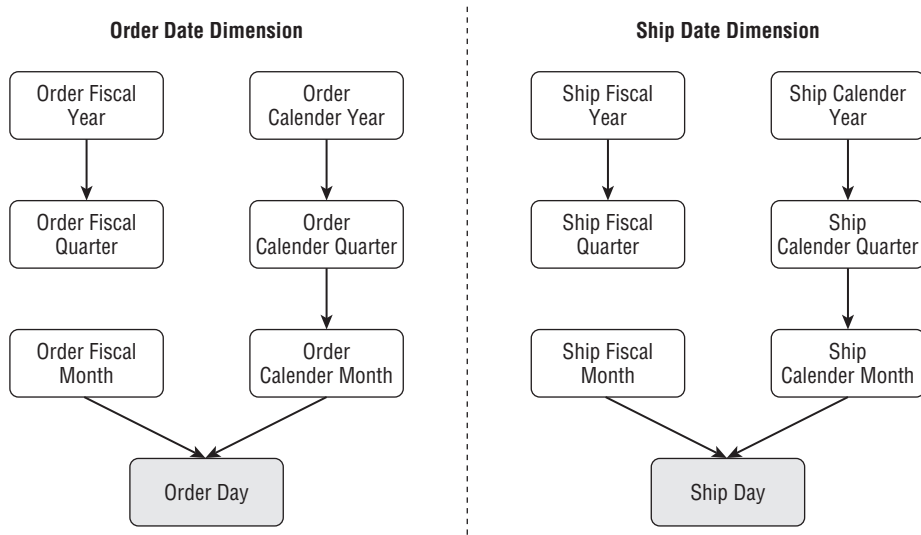 Order Date Dimension
Ship Date Dimension
Order Fiscal
Year
Order
Calender Year
Ship Fiscal
Year
Ship Calender
Year
Order Fiscal
Quarter
Order
Calender Quarter
Ship Fiscal
Quarter
Ship
Calender Quarter
Order Fiscal
Month
Order
Calender Month
Ship Fiscal
Month
Ship
Calender Month
Order Day
Ship Day